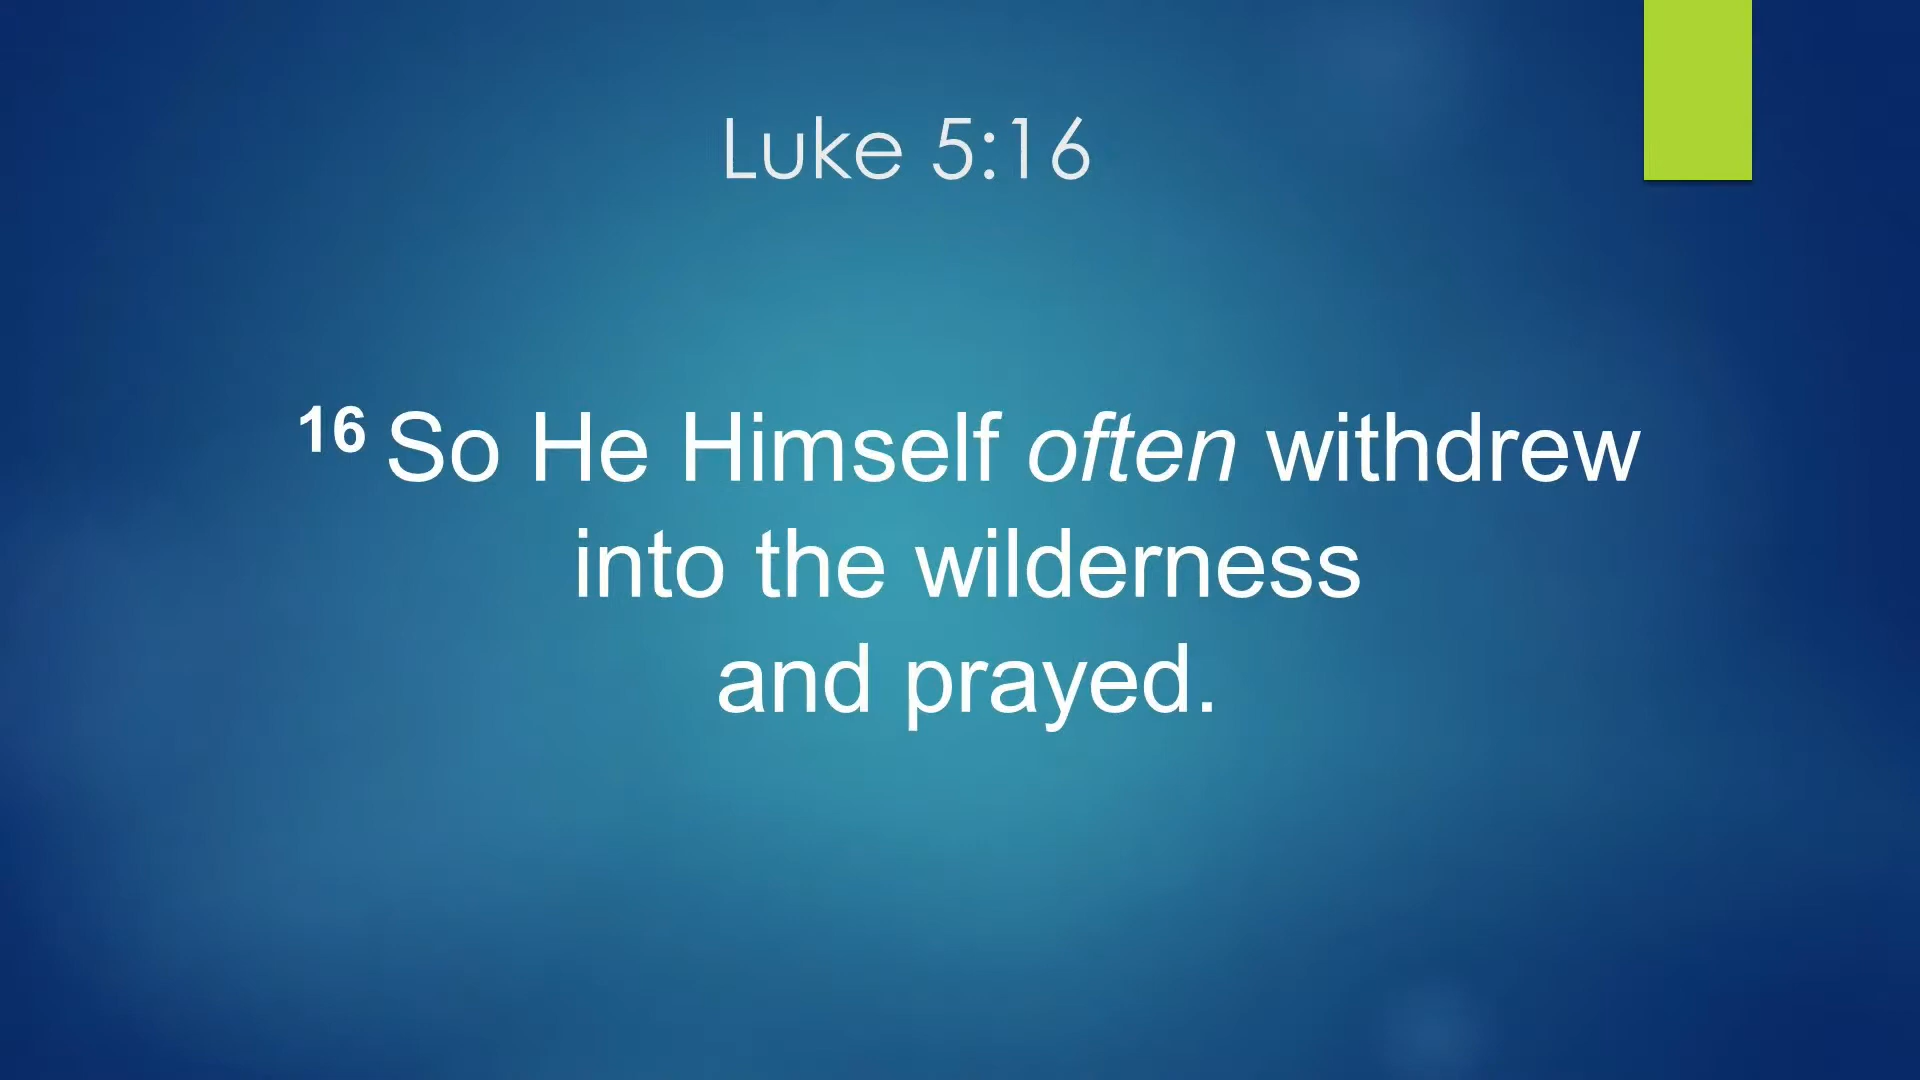 Luke 5:16
16 So He Himself often withdrew
into the wilderness
and prayed.